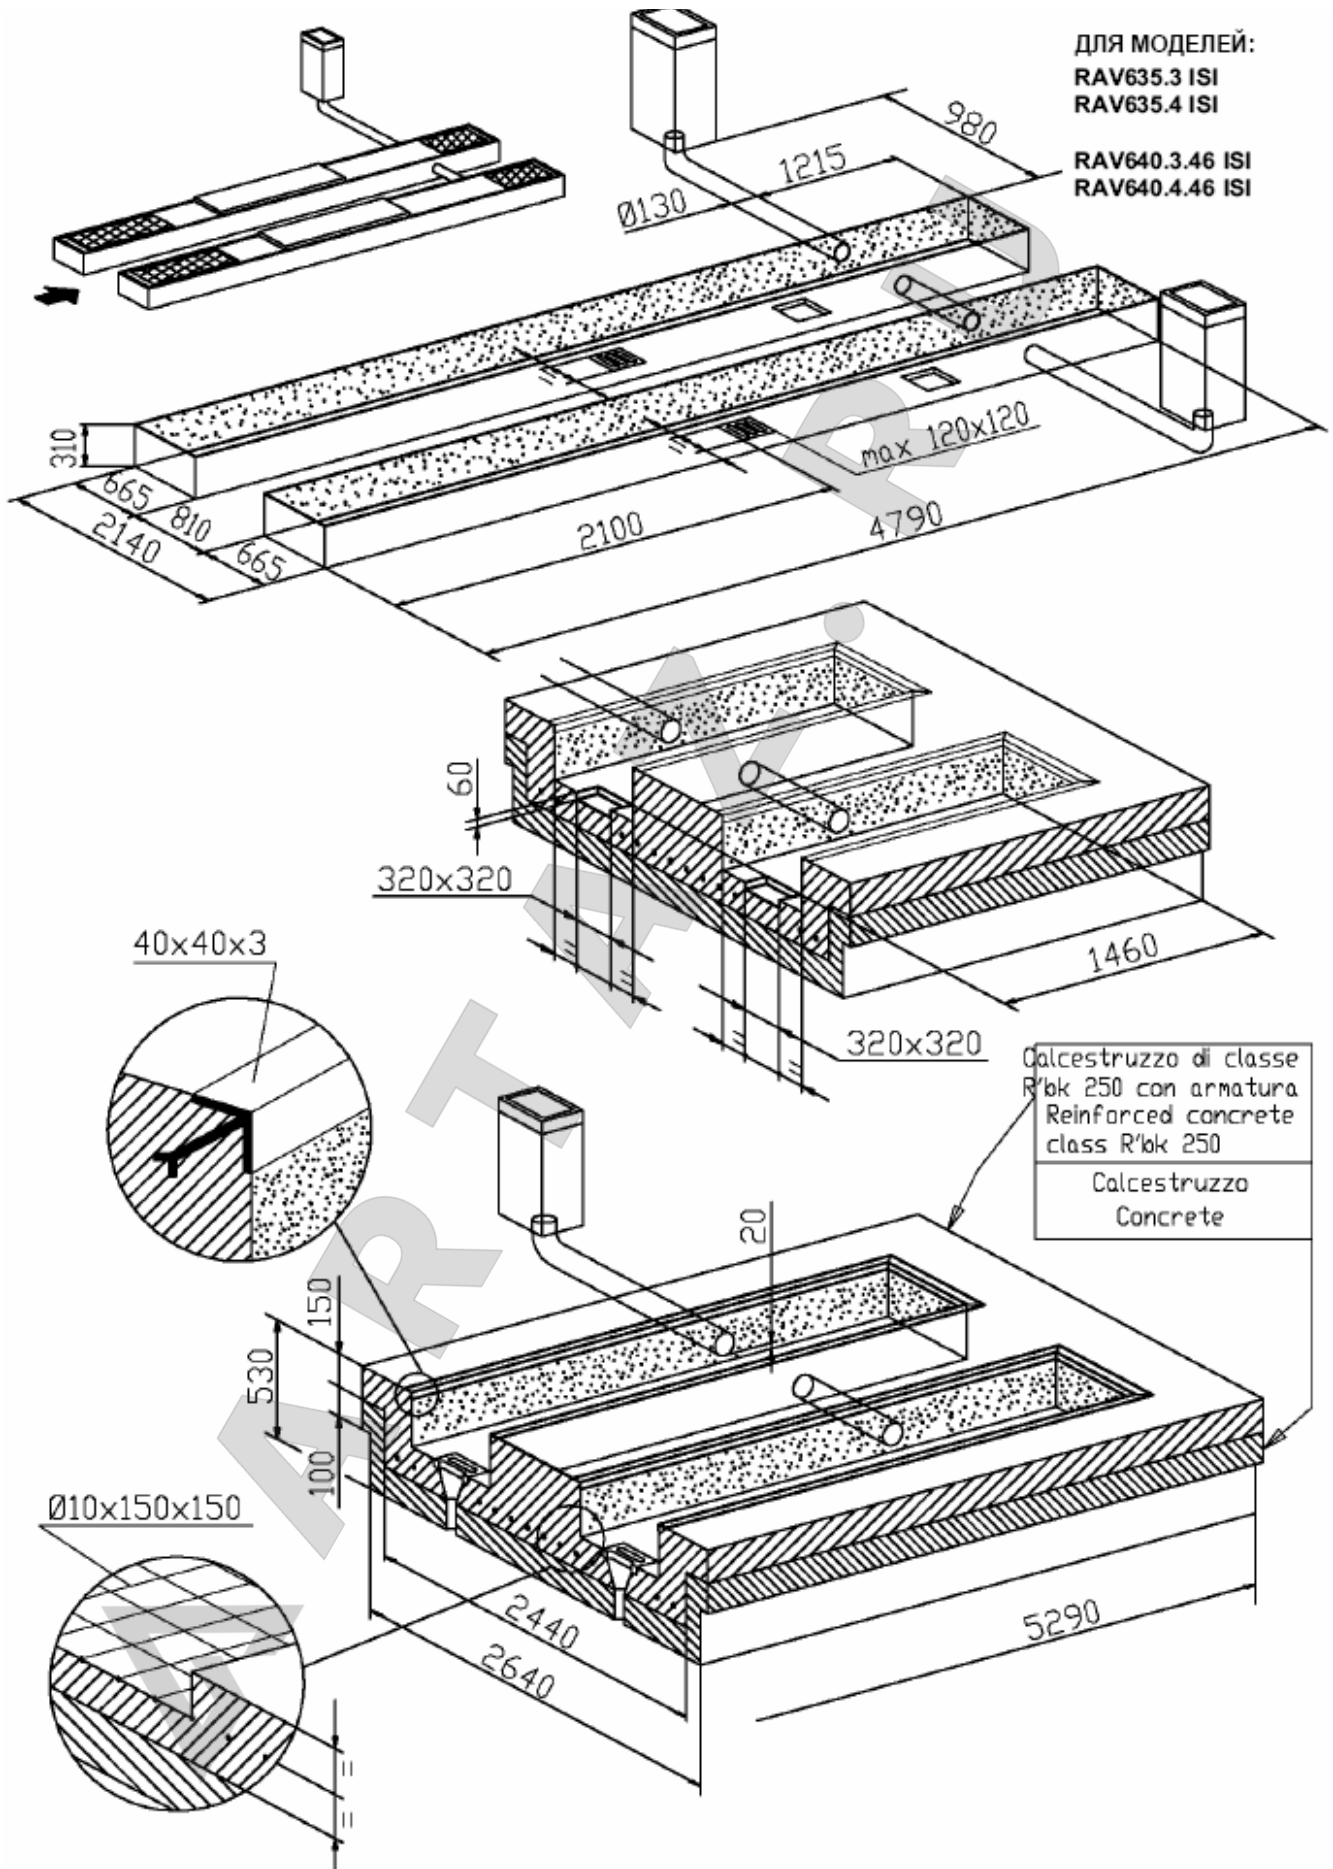 ДЛЯ МОДЕЛЕЙ:
RAV635.3 ISI
RAV635.4 ISI
RAV640.3.46 ISI
RAV640.4.46 ISI
980
1215
Ø130
310
665
810
665
2140
max 120x120
2100
4790
60
320x320
1460
320x320
40x40x3
Calcestruzzo di classe
R'bk 250 con armatura
Reinforced concrete
class R'bk 250
Calcestruzzo
Concrete
20
150
530
100
Ø10x150x150
2440
2640
5290
ARTAK.RU